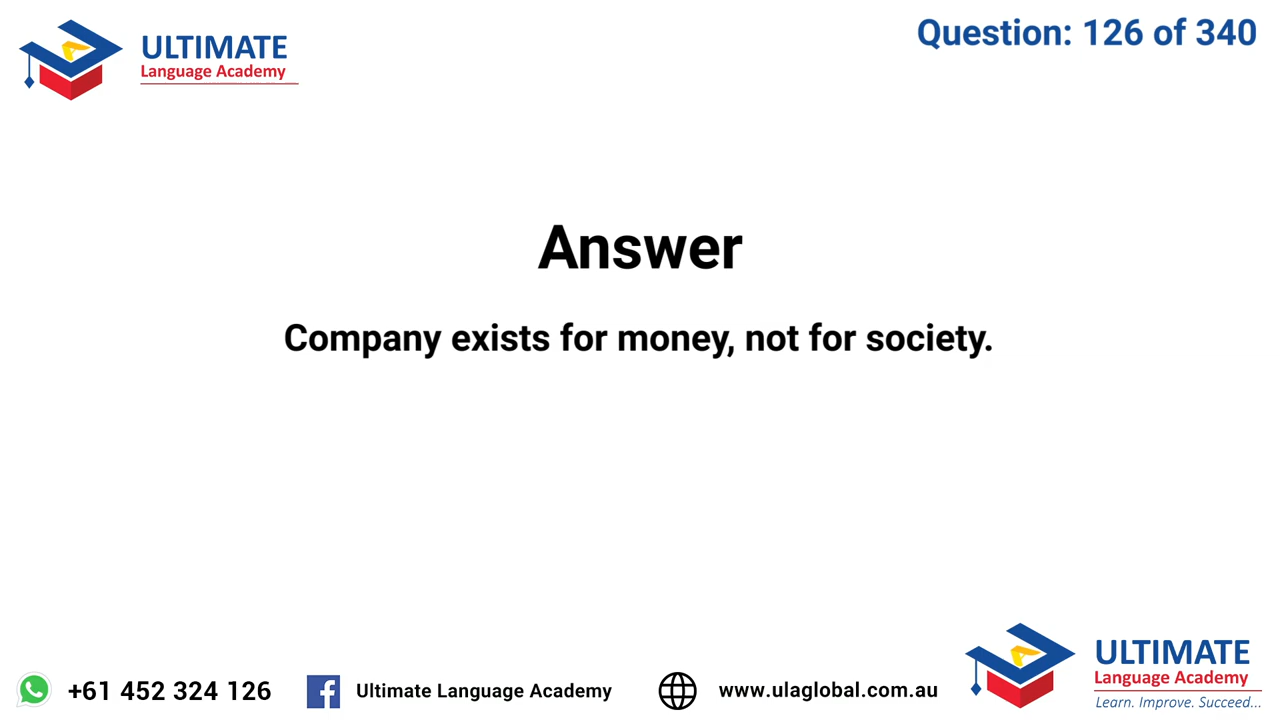 ULTIMATE
Language Academy
Question: 126 of 340
Answer
Company exists for money, not for society.
+61 452 324 126
Ultimate Language Academy
www.ulaglobal.com.au
ULTIMATE
Language Academy
Learn. Improve. Succeed...